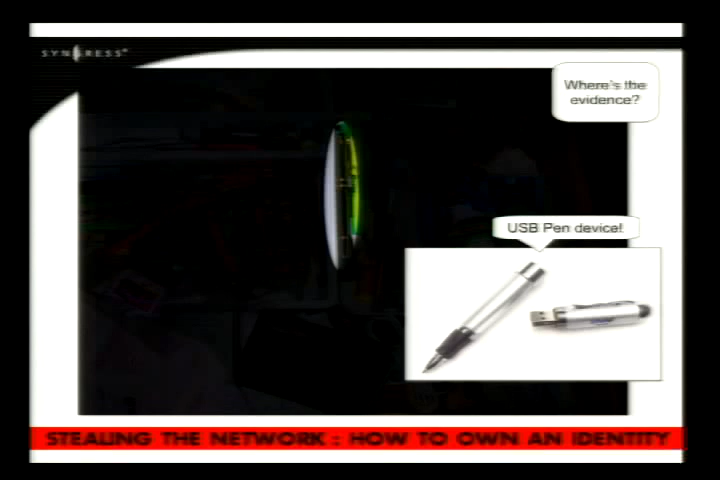 SYNGRESS
Where's the
evidence?
USB Pen device!
STEALING THE NETWORK : HOW TO OWN AN IDENTITY